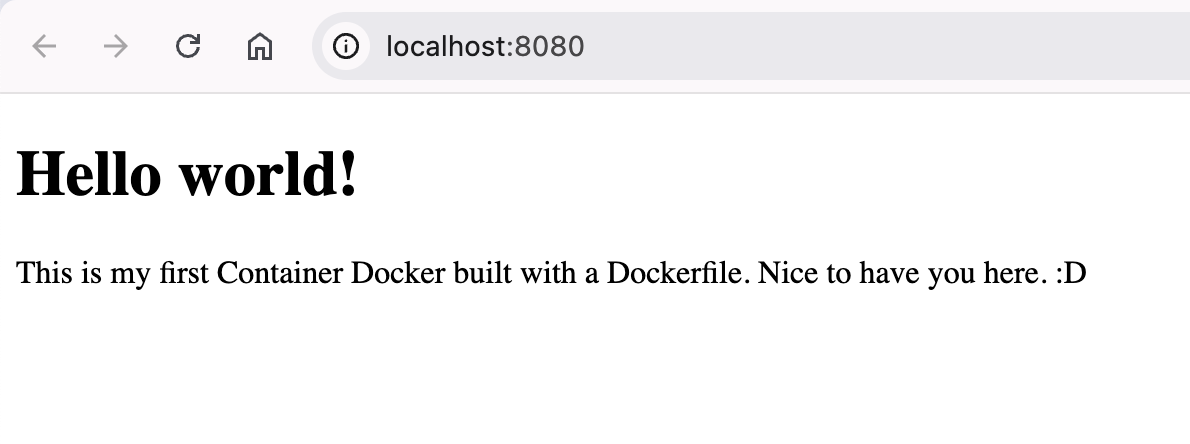 localhost:8080
Hello world!
This is my first Container Docker built with a Dockerfile. Nice to have you here. :D